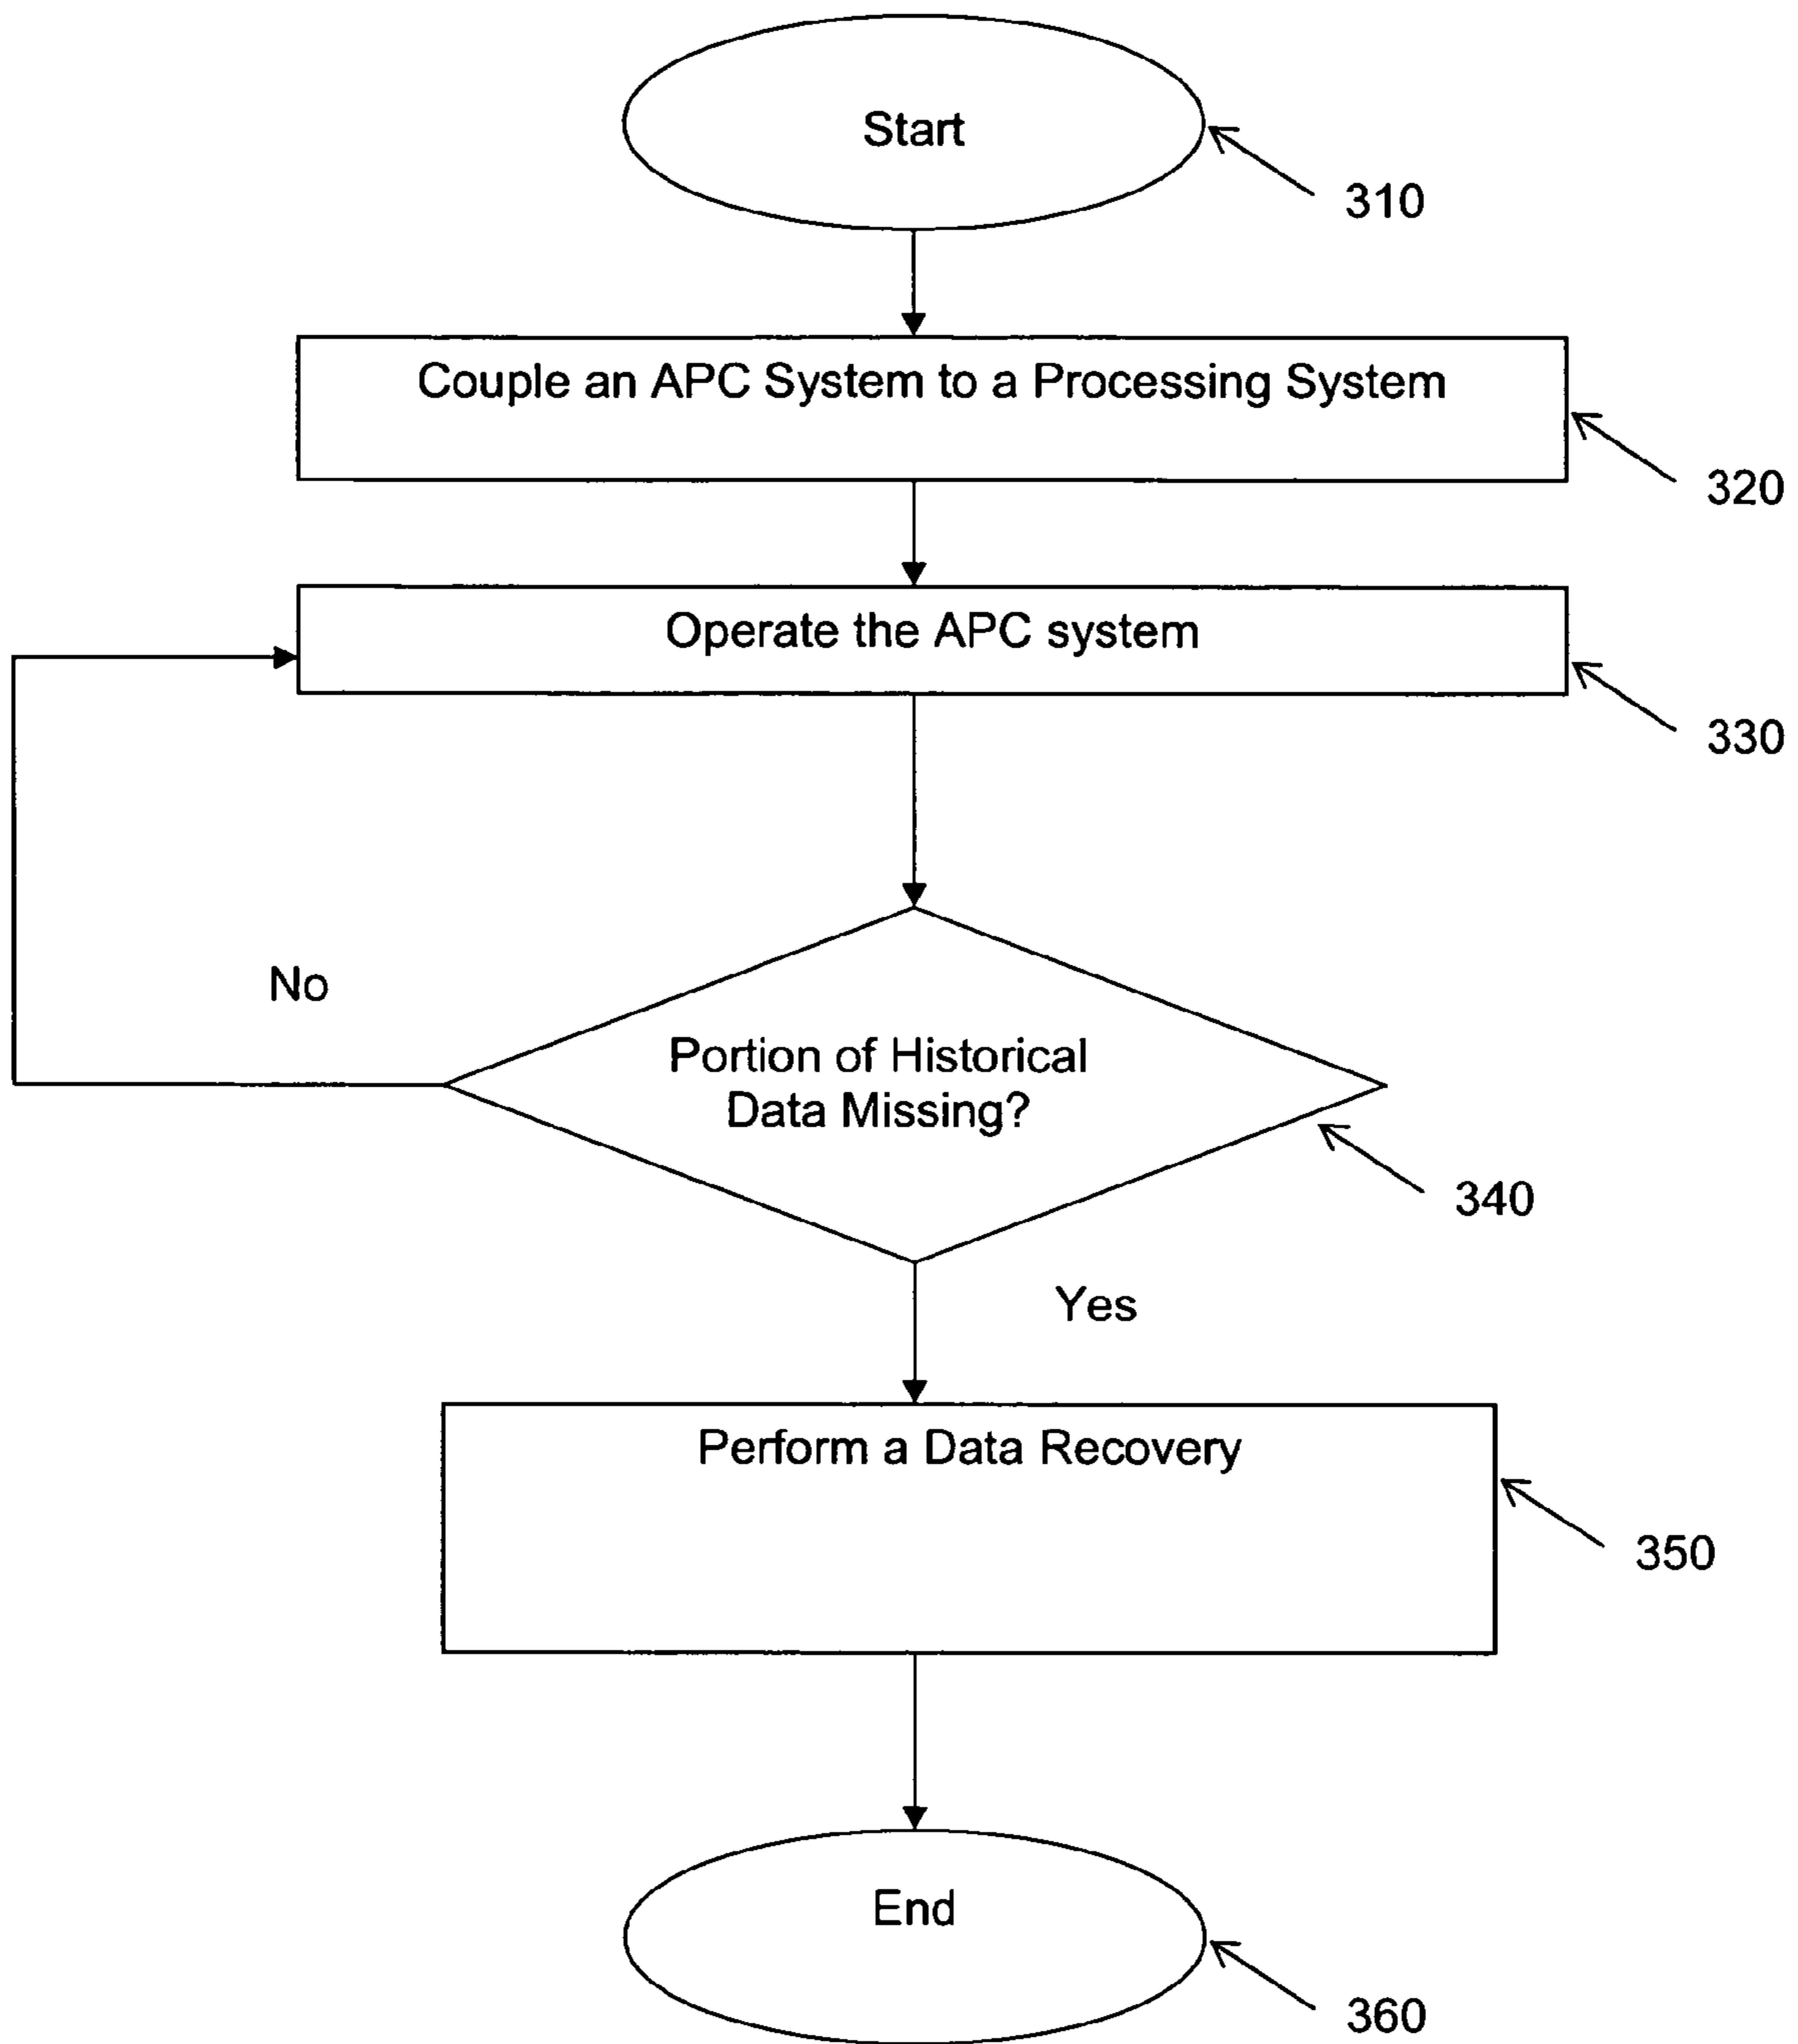 Start
310
Couple an APC System to a Processing System
320
Operate the APC system
330
No
Portion of Historical
Data Missing?
340
Yes
Perform a Data Recovery
350
End
360